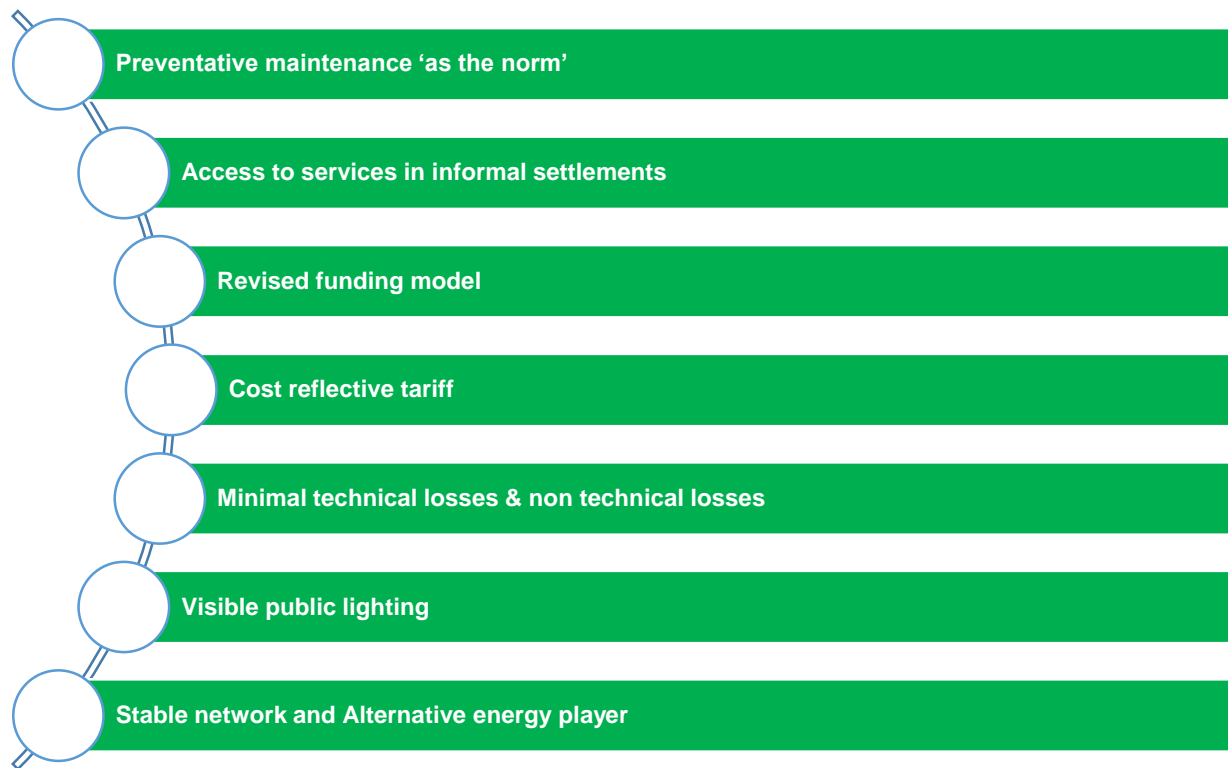 Preventative maintenance ‘as the norm’
Access to services in informal settlements
Revised funding model
Cost reflective tariff
Minimal technical losses & non technical losses
Visible public lighting
Stable network and Alternative energy player